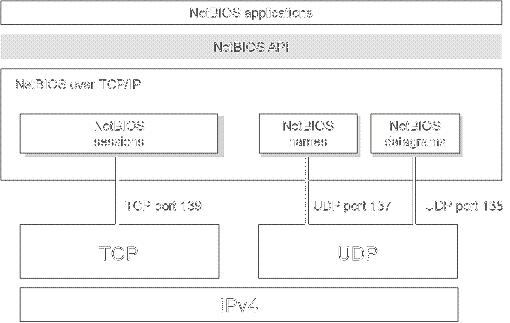 NetBIOS applications
NetBIOS API
NetBIOS over TCP/IP
NetBIOS
sessions
NetBIOS
names
NetBIOS
datagrams
TCP port 139
UDP port 137
UDP port 138
TCP
UDP
IPv4